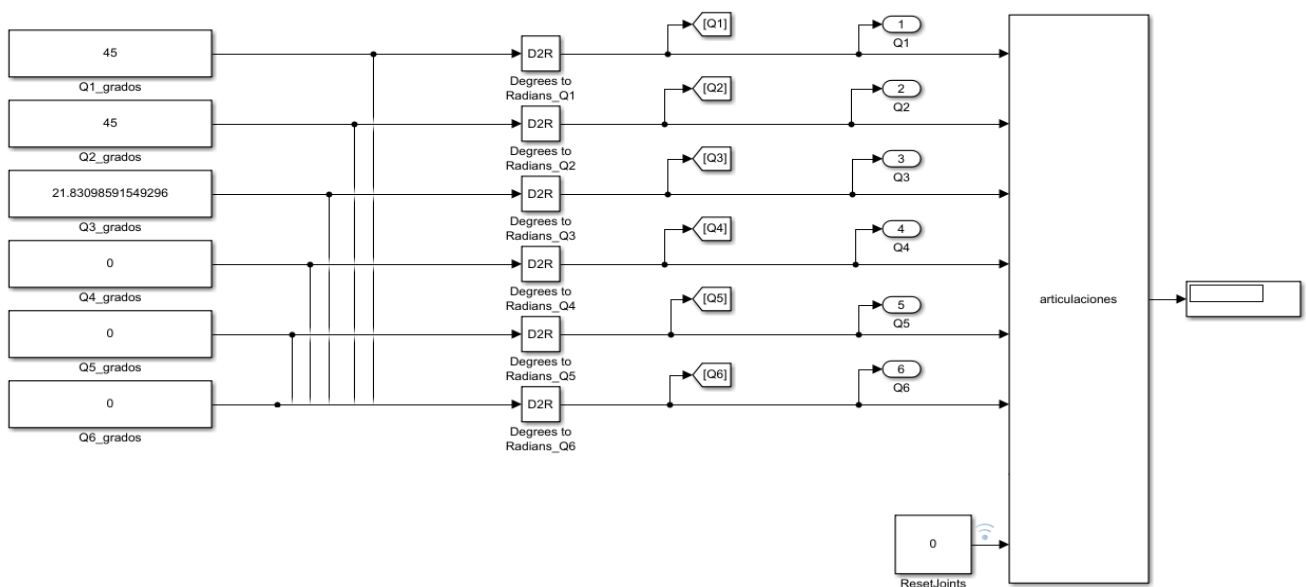 45
Q1_grados
D2R
Degrees to
Radians_Q1
[Q1]
1
Q1
45
Q2_grados
D2R
Degrees to
Radians_Q2
[Q2]
2
Q2
21.83098591549296
Q3_grados
D2R
Degrees to
Radians_Q3
[Q3]
3
Q3
0
Q4_grados
D2R
Degrees to
Radians_Q4
[Q4]
4
Q4
0
Q5_grados
D2R
Degrees to
Radians_Q5
[Q5]
5
Q5
0
Q6_grados
D2R
Degrees to
Radians_Q6
[Q6]
6
Q6
articulaciones
0
ResetJoints